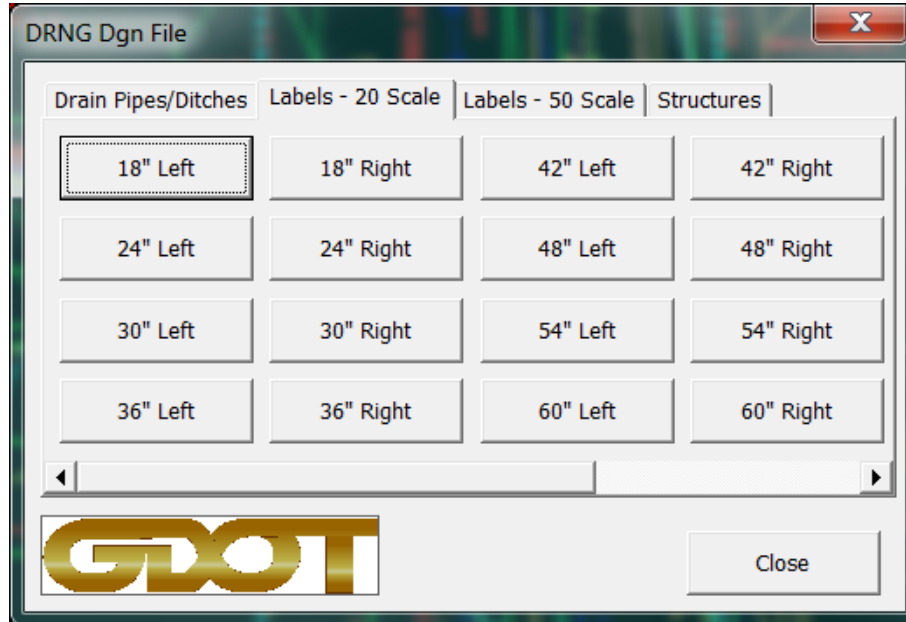 DRNG Dgn File
Drain Pipes/Ditches Labels - 20 Scale Labels - 50 Scale Structures
18" Left 18" Right 42" Left 42" Right
24" Left 24" Right 48" Left 48" Right
30" Left 30" Right 54" Left 54" Right
36" Left 36" Right 60" Left 60" Right
GDOT Close